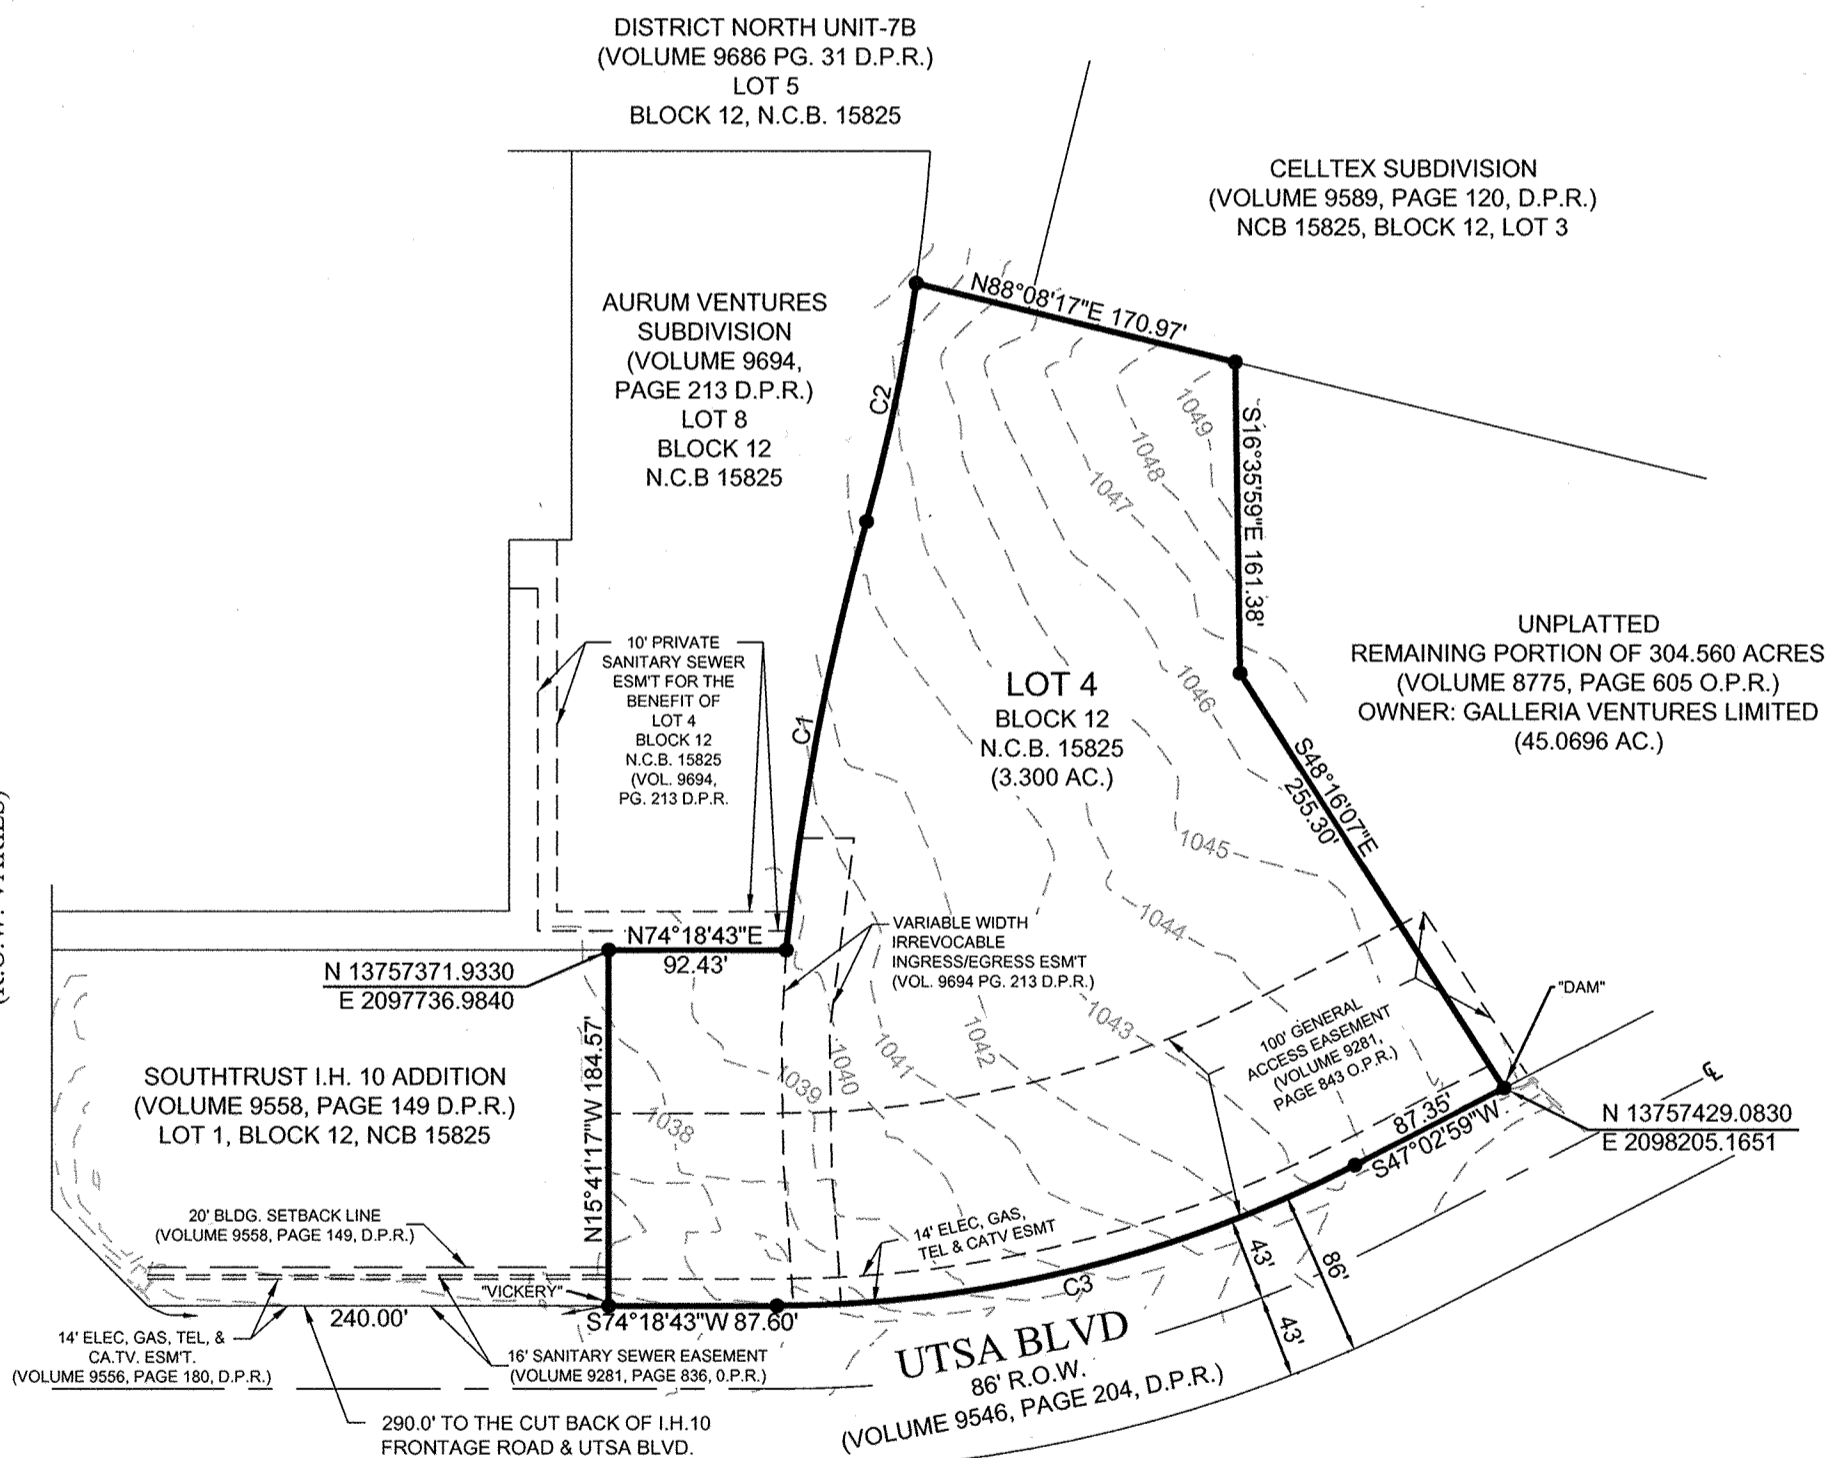 DISTRICT NORTH UNIT-7B
(VOLUME 9686 PG. 31 D.P.R.)
LOT 5
BLOCK 12, N.C.B. 15825
CELLTEX SUBDIVISION
(VOLUME 9589, PAGE 120, D.P.R.)
NCB 15825, BLOCK 12, LOT 3
N88°08'17"E 170.97'
AURUM VENTURES
SUBDIVISION
(VOLUME 9694,
PAGE 213 D.P.R.)
LOT 8
BLOCK 12
N.C.B 15825
C2
1049
1048
1047
S16°35'59"E 161.38'
UNPLATTED
REMAINING PORTION OF 304.560 ACRES
(VOLUME 8775, PAGE 605 O.P.R.)
OWNER: GALLERIA VENTURES LIMITED
(45.0696 AC.)
10' PRIVATE
SANITARY SEWER
ESM'T FOR THE
BENEFIT OF
LOT 4
BLOCK 12
N.C.B. 15825
(VOL. 9694,
PG. 213 D.P.R.
C1
LOT 4
BLOCK 12
N.C.B. 15825
(3.300 AC.)
1046
S48°16'07"E
255.30'
1045
1044
VARIABLE WIDTH
IRREVOCABLE
INGRESS/EGRESS ESM'T
(VOL. 9694 PG. 213 D.P.R.)
N74°18'43"E
92.43'
N 13757371.9330
E 2097736.9840
"DAM"
1043
1042
1041
1040
1039
1038
100' GENERAL
ACCESS EASEMENT
(VOLUME 9281,
PAGE 843 O.P.R.)
N15°41'17"W 184.57'
SOUTHTRUST I.H. 10 ADDITION
(VOLUME 9558, PAGE 149 D.P.R.)
LOT 1, BLOCK 12, NCB 15825
87.35'
S47°02'59"W
N 13757429.0830
E 2098205.1651
20' BLDG. SETBACK LINE
(VOLUME 9558, PAGE 149, D.P.R.)
14' ELEC, GAS,
TEL & CATV ESMT
"VICKERY"
C3
43'
86'
43'
240.00'
S74°18'43"W 87.60'
14' ELEC, GAS, TEL, &
CA.TV. ESM'T.
(VOLUME 9556, PAGE 180, D.P.R.)
16' SANITARY SEWER EASEMENT
(VOLUME 9281, PAGE 836, O.P.R.)
UTSA BLVD
86' R.O.W.
(VOLUME 9546, PAGE 204, D.P.R.)
290.0' TO THE CUT BACK OF I.H.10
FRONTAGE ROAD & UTSA BLVD.